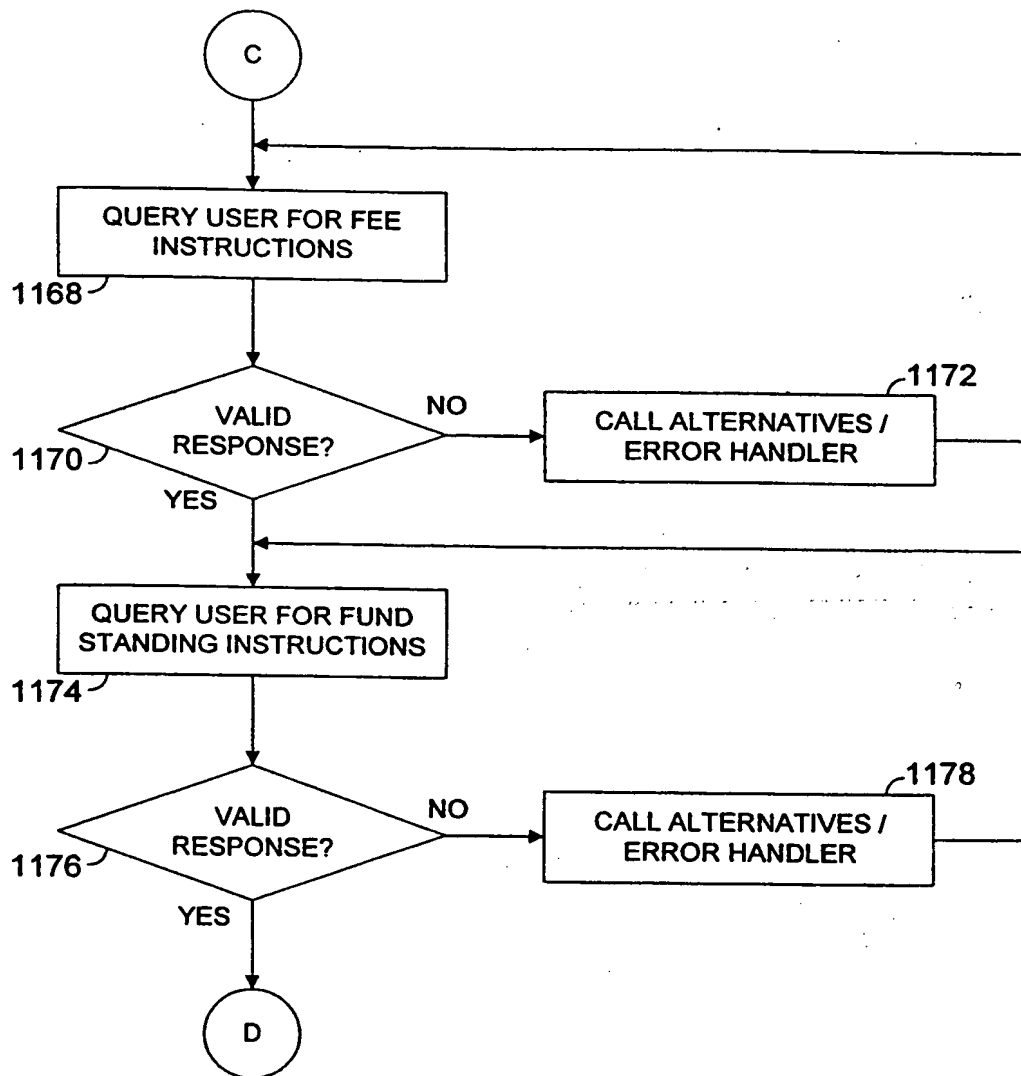 C
QUERY USER FOR FEE
INSTRUCTIONS
1168
VALID
RESPONSE?
1170
NO
YES
1172
CALL ALTERNATIVES /
ERROR HANDLER
QUERY USER FOR FUND
STANDING INSTRUCTIONS
1174
VALID
RESPONSE?
1176
NO
YES
1178
CALL ALTERNATIVES /
ERROR HANDLER
D